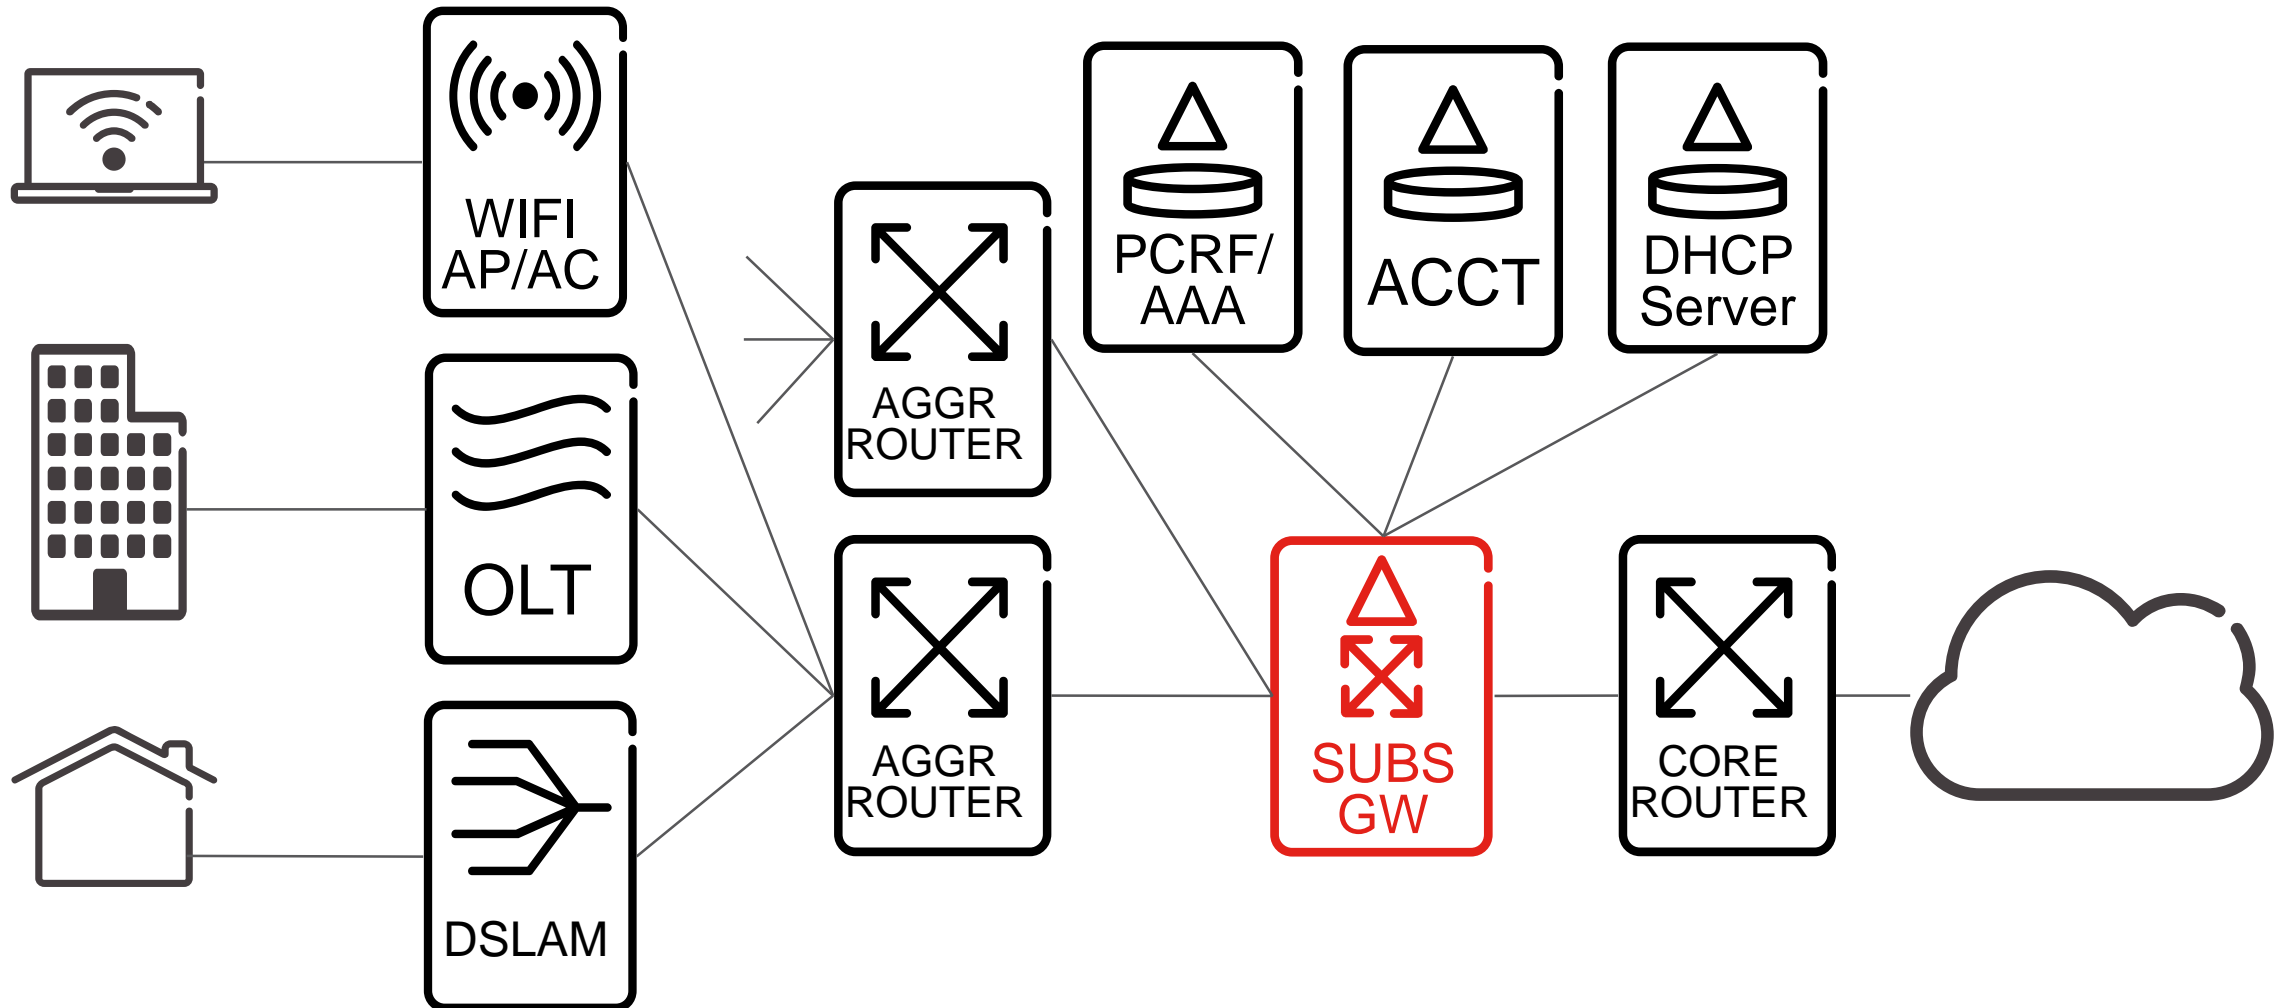 WIFI
AP/AC
OLT
DSLAM
AGGR
ROUTER
AGGR
ROUTER
PCRF/
AAA
ACCT
DHCP
Server
SUBS
GW
CORE
ROUTER